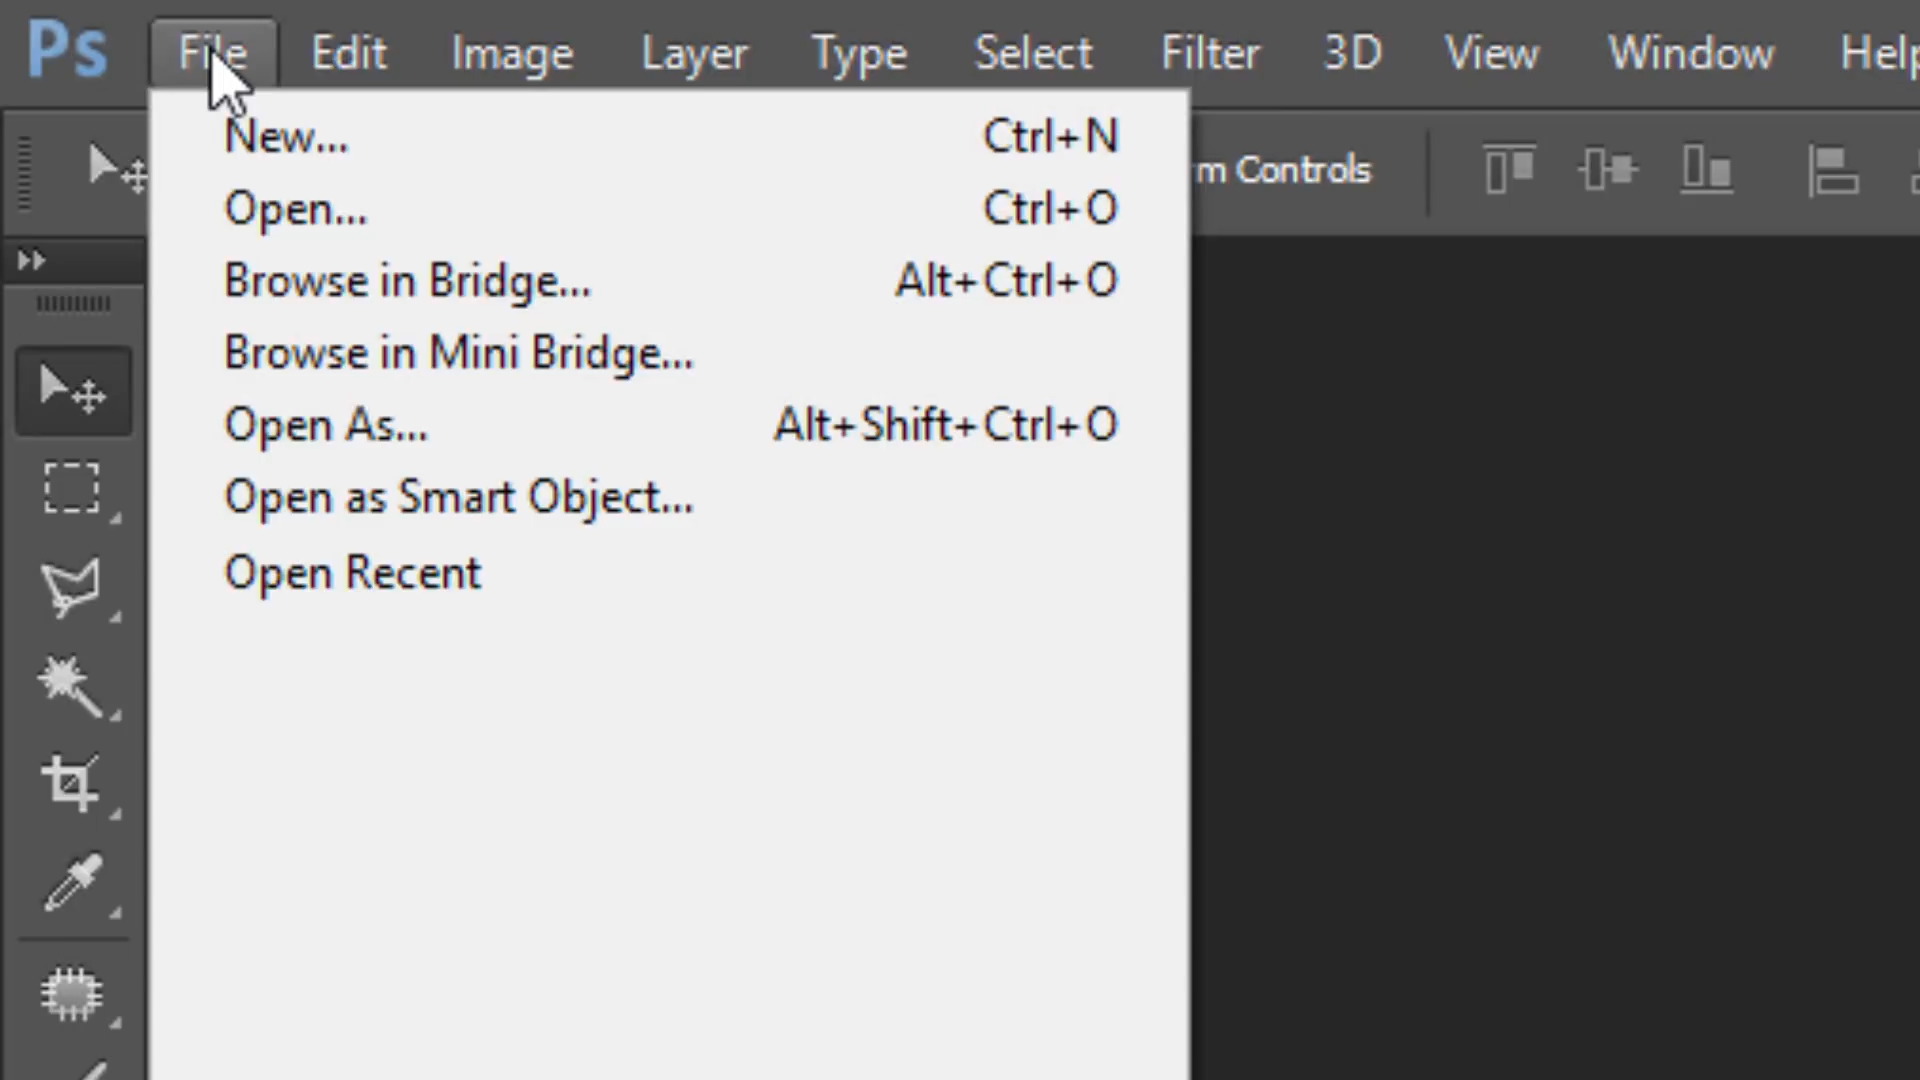 Ps File Edit Image Layer Type Select Filter 3D View Window Help
New... Ctrl+N
m Controls
Open... Ctrl+O
Browse in Bridge... Alt+Ctrl+O
Browse in Mini Bridge...
Open As... Alt+Shift+Ctrl+O
Open as Smart Object...
Open Recent